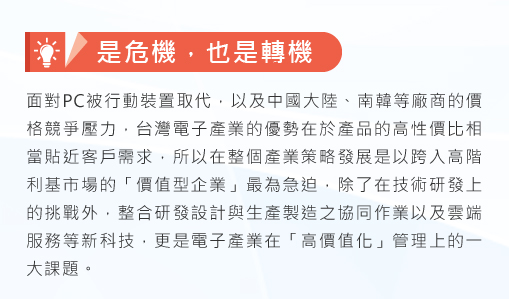 是危機，也是轉機
面對PC被行動裝置取代，以及中國大陸、南韓等廠商的價
格競爭壓力，台灣電子產業的優勢在於產品的高性價比相
當貼近客戶需求，所以在整個產業策略發展是以跨入高階
利基市場的「價值型企業」最為急迫，除了在技術研發上
的挑戰外，整合研發設計與生產製造之協同作業以及雲端
服務等新科技，更是電子產業在「高價值化」管理上的一
大課題。